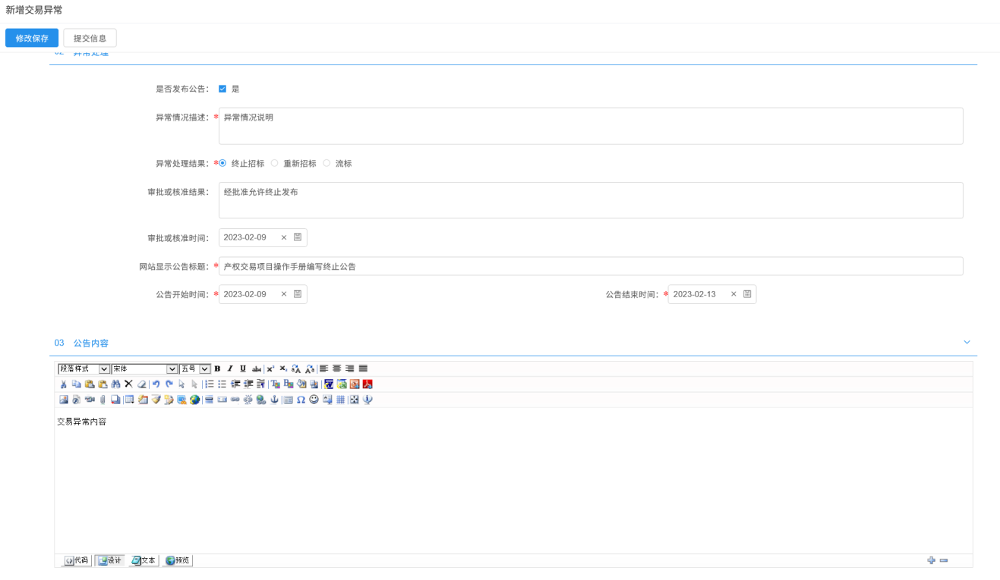 新增交易异常
修改保存 提交信息
02 异常处理
是否发布公告： 是
异常情况描述：* 异常情况说明
异常处理结果：* 终止招标 重新招标 流标
审批或核准结果： 经批准允许终止发布
审批或核准时间： 2023-02-09 ×
网站显示公告标题：* 产权交易项目操作手册编写终止公告
公告开始时间：* 2023-02-09 × 公告结束时间：* 2023-02-13 ×
03 公告内容
段落样式 宋体 五号 B I U abc x² x₂
交易异常内容
代码 设计 文本 预览